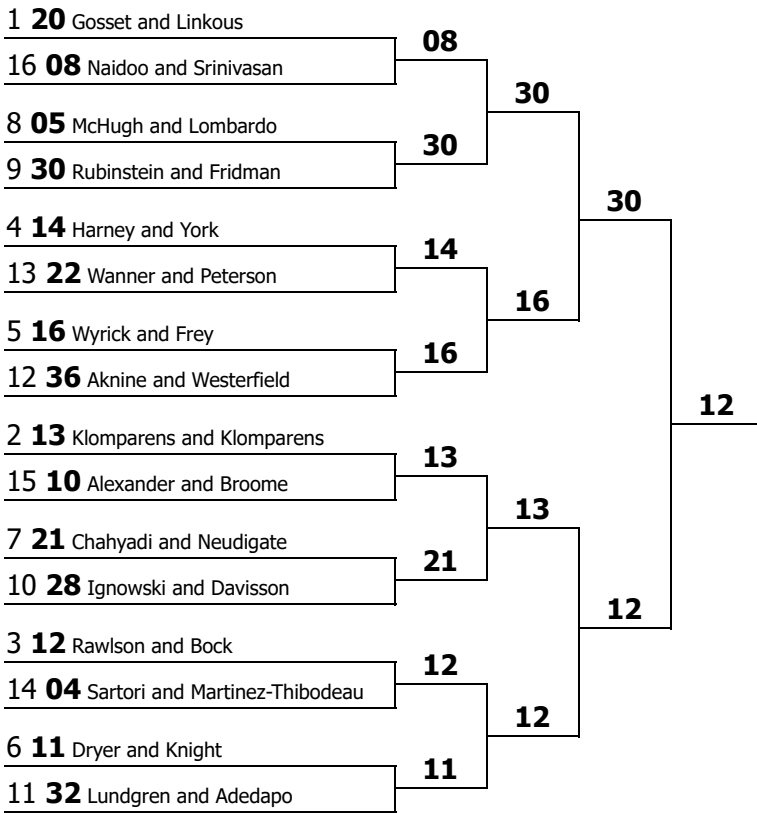 1 20 Gosset and Linkous
16 08 Naidoo and Srinivasan
8 05 McHugh and Lombardo
9 30 Rubinstein and Fridman
4 14 Harney and York
13 22 Wanner and Peterson
5 16 Wyrick and Frey
12 36 Aknine and Westerfield
2 13 Klomparens and Klomparens
15 10 Alexander and Broome
7 21 Chahyadi and Neudigate
10 28 Ignowski and Davisson
3 12 Rawlson and Bock
14 04 Sartori and Martinez-Thibodeau
6 11 Dryer and Knight
11 32 Lundgren and Adedapo
08
30
14
16
13
21
12
11
30
16
13
12
30
12
12